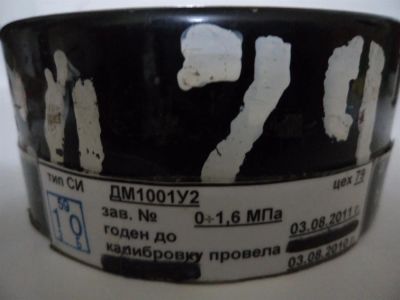 79
тип СИ ДМ1001У2 цех 79
зав. № 0÷1,6 МПа
годен до 03.08.2011 г.
калибровку провела
03.08.2010 г.